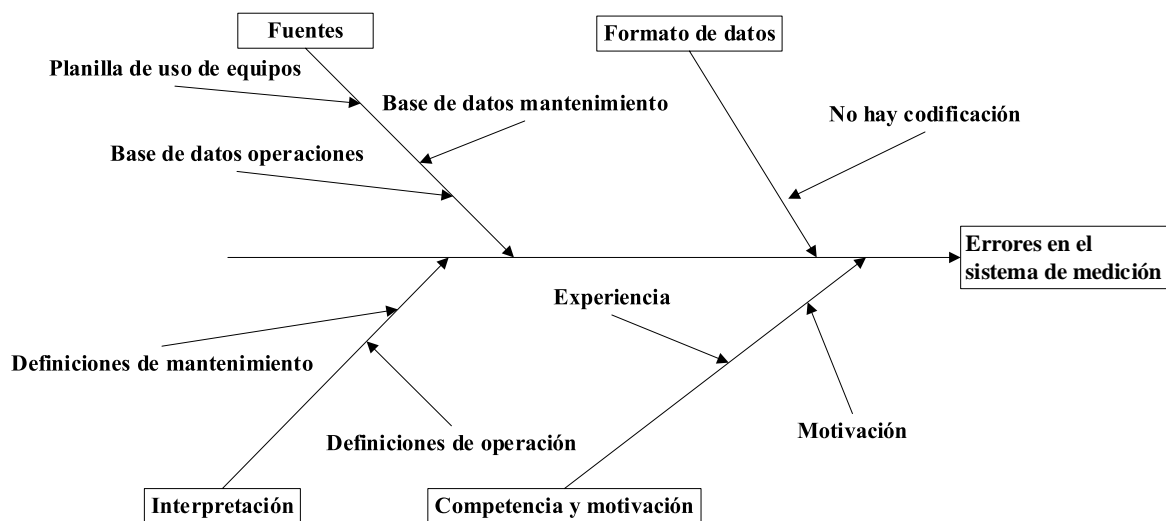 Fuentes
Formato de datos
Planilla de uso de equipos
Base de datos mantenimiento
No hay codificación
Base de datos operaciones
Errores en el
sistema de medición
Experiencia
Definiciones de mantenimiento
Definiciones de operación
Motivación
Interpretación
Competencia y motivación